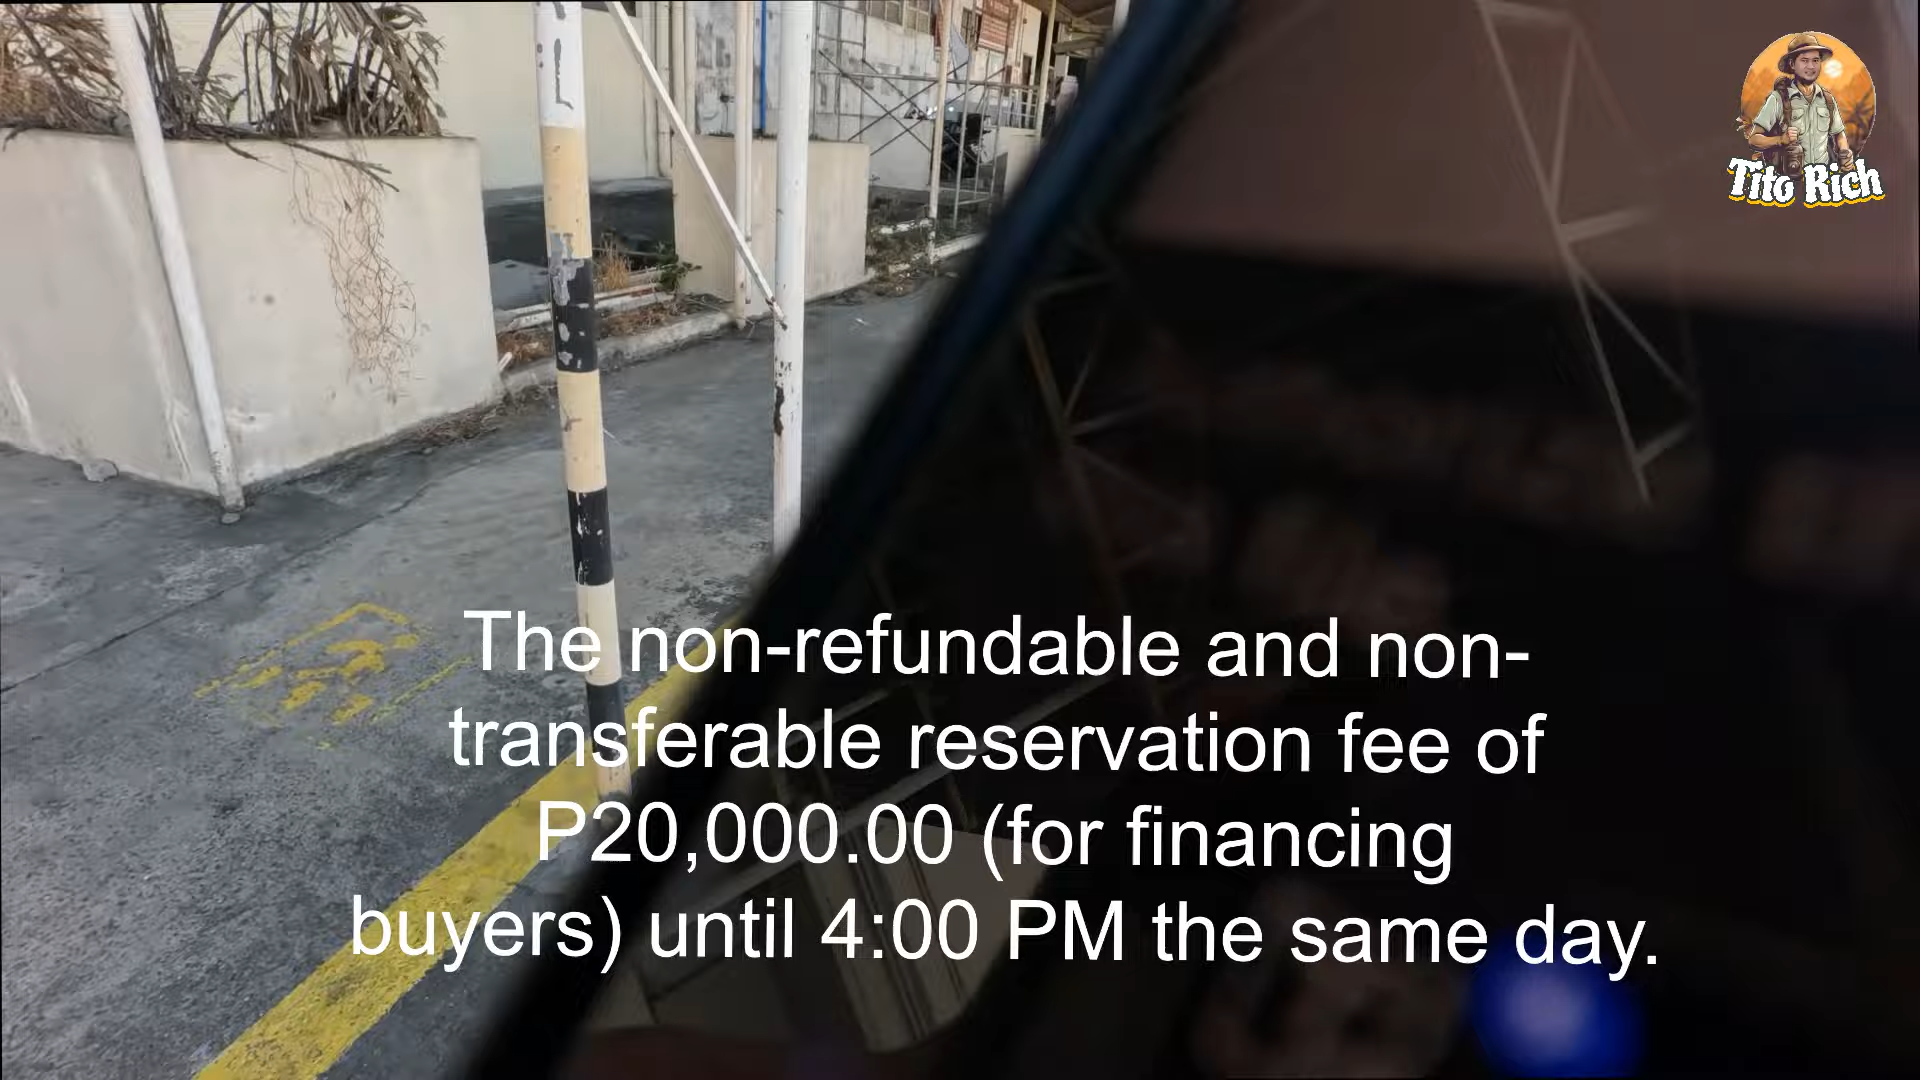 Tito Rich
The non-refundable and non-
transferable reservation fee of
P20,000.00 (for financing
buyers) until 4:00 PM the same day.